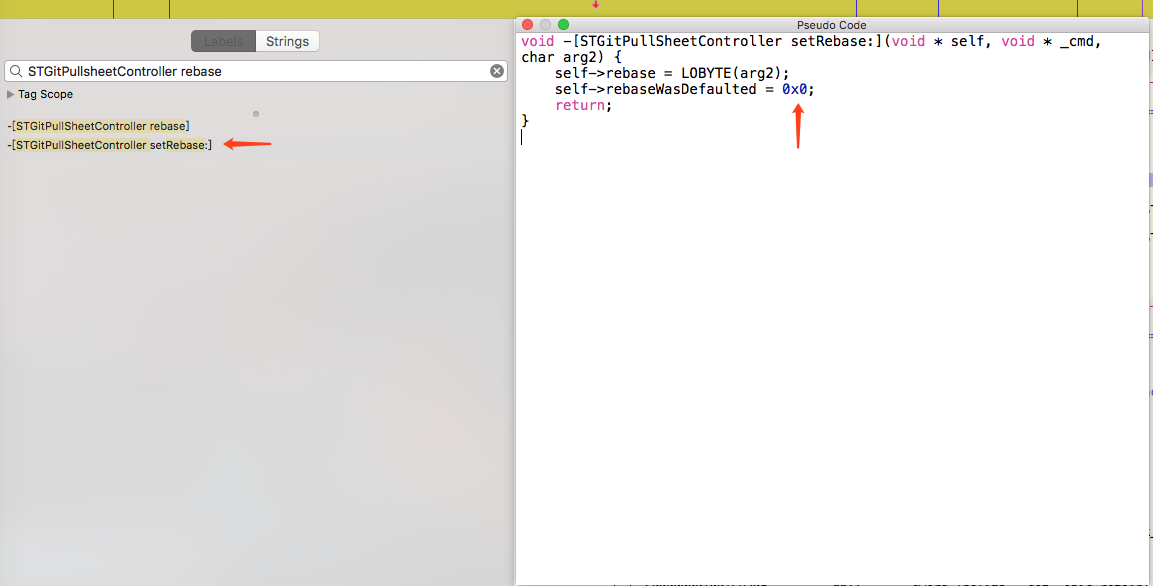 Labels
Strings
STGitPullsheetController rebase
Tag Scope
-[STGitPullSheetController rebase]
-[STGitPullSheetController setRebase:]
Pseudo Code
void -[STGitPullSheetController setRebase:](void * self, void * _cmd,
char arg2) {
    self->rebase = LOBYTE(arg2);
    self->rebaseWasDefaulted = 0x0;
    return;
}